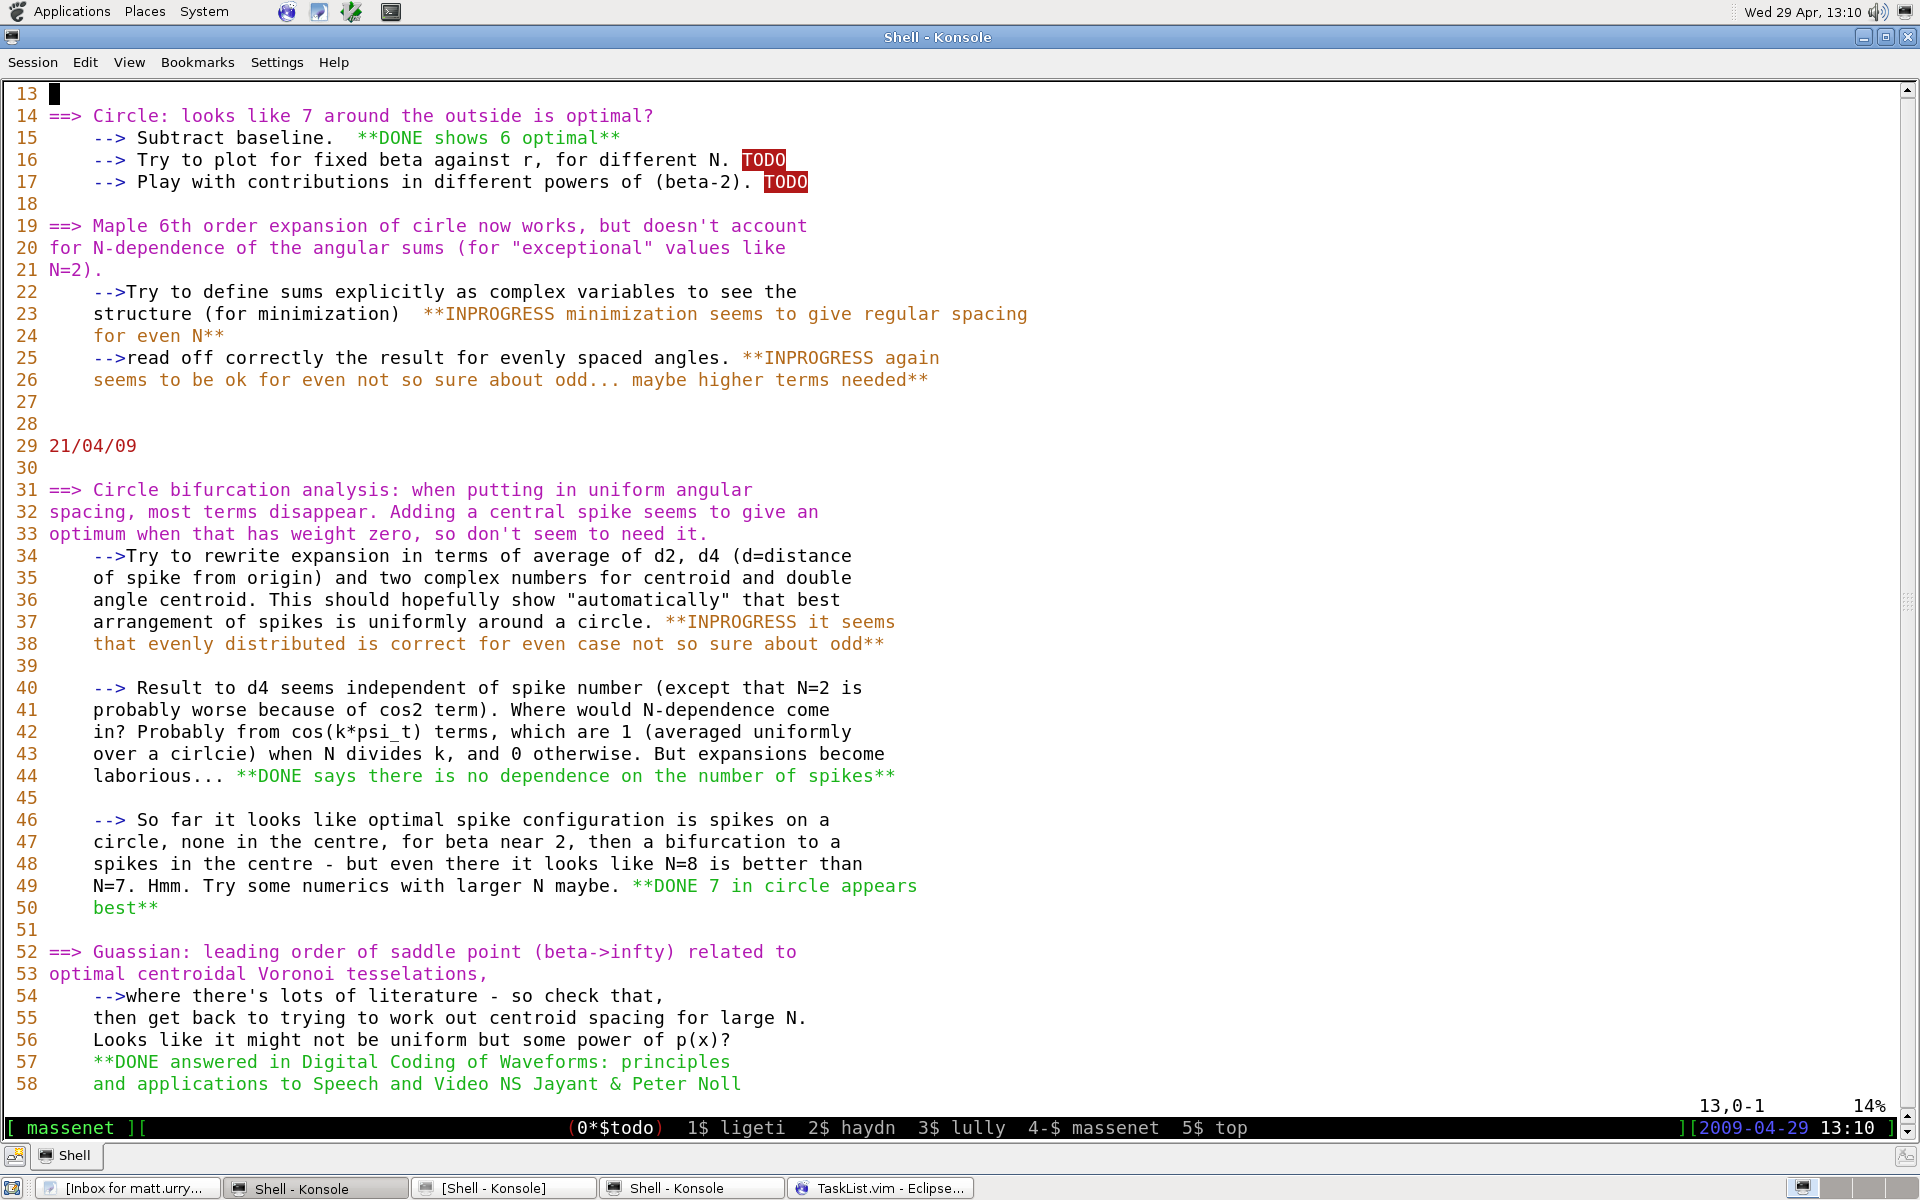 Applications Places System Wed 29 Apr, 13:10
Shell - Konsole
Session Edit View Bookmarks Settings Help
13
14 ==> Circle: looks like 7 around the outside is optimal?
15     --> Subtract baseline.  **DONE shows 6 optimal**
16     --> Try to plot for fixed beta against r, for different N. TODO
17     --> Play with contributions in different powers of (beta-2). TODO
18
19 ==> Maple 6th order expansion of cirle now works, but doesn't account
20 for N-dependence of the angular sums (for "exceptional" values like
21 N=2).
22     -->Try to define sums explicitly as complex variables to see the
23     structure (for minimization)  **INPROGRESS minimization seems to give regular spacing
24     for even N**
25     -->read off correctly the result for evenly spaced angles. **INPROGRESS again
26     seems to be ok for even not so sure about odd... maybe higher terms needed**
27
28
29 21/04/09
30
31 ==> Circle bifurcation analysis: when putting in uniform angular
32 spacing, most terms disappear. Adding a central spike seems to give an
33 optimum when that has weight zero, so don't seem to need it.
34     -->Try to rewrite expansion in terms of average of d2, d4 (d=distance
35     of spike from origin) and two complex numbers for centroid and double
36     angle centroid. This should hopefully show "automatically" that best
37     arrangement of spikes is uniformly around a circle. **INPROGRESS it seems
38     that evenly distributed is correct for even case not so sure about odd**
39
40     --> Result to d4 seems independent of spike number (except that N=2 is
41     probably worse because of cos2 term). Where would N-dependence come
42     in? Probably from cos(k*psi_t) terms, which are 1 (averaged uniformly
43     over a cirlcie) when N divides k, and 0 otherwise. But expansions become
44     laborious... **DONE says there is no dependence on the number of spikes**
45
46     --> So far it looks like optimal spike configuration is spikes on a
47     circle, none in the centre, for beta near 2, then a bifurcation to a
48     spikes in the centre - but even there it looks like N=8 is better than
49     N=7. Hmm. Try some numerics with larger N maybe. **DONE 7 in circle appears
50     best**
51
52 ==> Guassian: leading order of saddle point (beta->infty) related to
53 optimal centroidal Voronoi tesselations,
54     -->where there's lots of literature - so check that,
55     then get back to trying to work out centroid spacing for large N.
56     Looks like it might not be uniform but some power of p(x)?
57     **DONE answered in Digital Coding of Waveforms: principles
58     and applications to Speech and Video NS Jayant & Peter Noll
13,0-1 14%
[ massenet ][ (0*$todo) 1$ ligeti 2$ haydn 3$ lully 4-$ massenet 5$ top ][2009-04-29 13:10 ]
Shell
[Inbox for matt.urry... Shell - Konsole [Shell - Konsole] Shell - Konsole TaskList.vim - Eclipse...